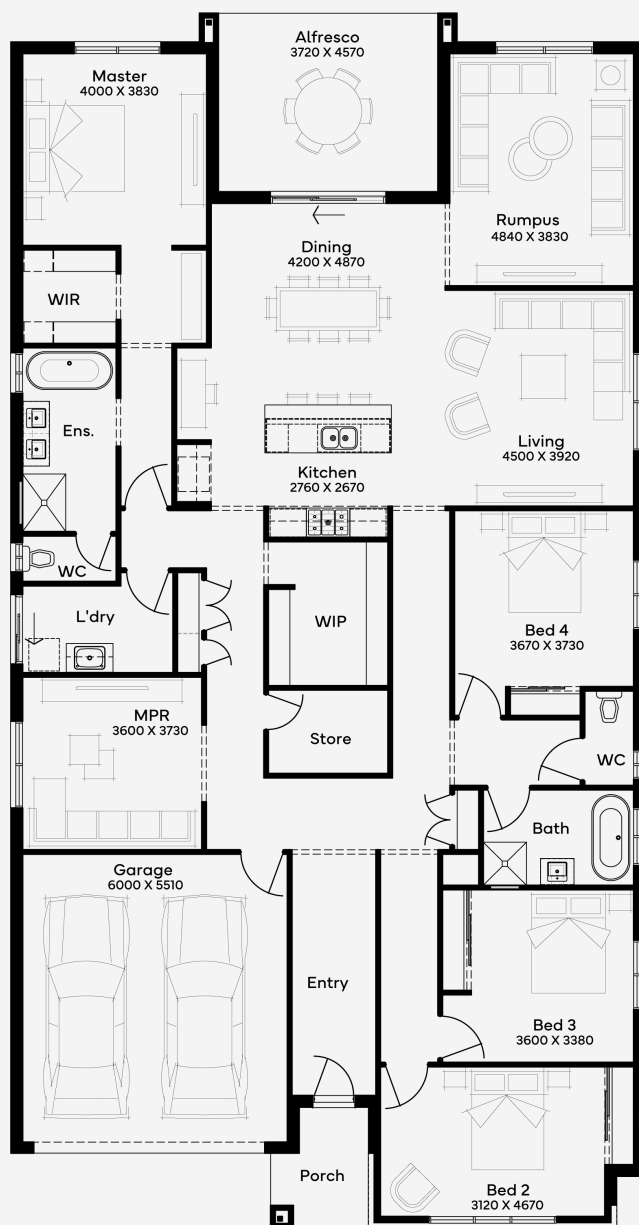 Alfresco
3720 X 4570
Master
4000 X 3830
Rumpus
4840 X 3830
Dining
4200 X 4870
WIR
Ens.
Living
4500 X 3920
Kitchen
2760 X 2670
WC
L'dry
WIP
Bed 4
3670 X 3730
MPR
3600 X 3730
Store
WC
Bath
Garage
6000 X 5510
Entry
Bed 3
3600 X 3380
Porch
Bed 2
3120 X 4670